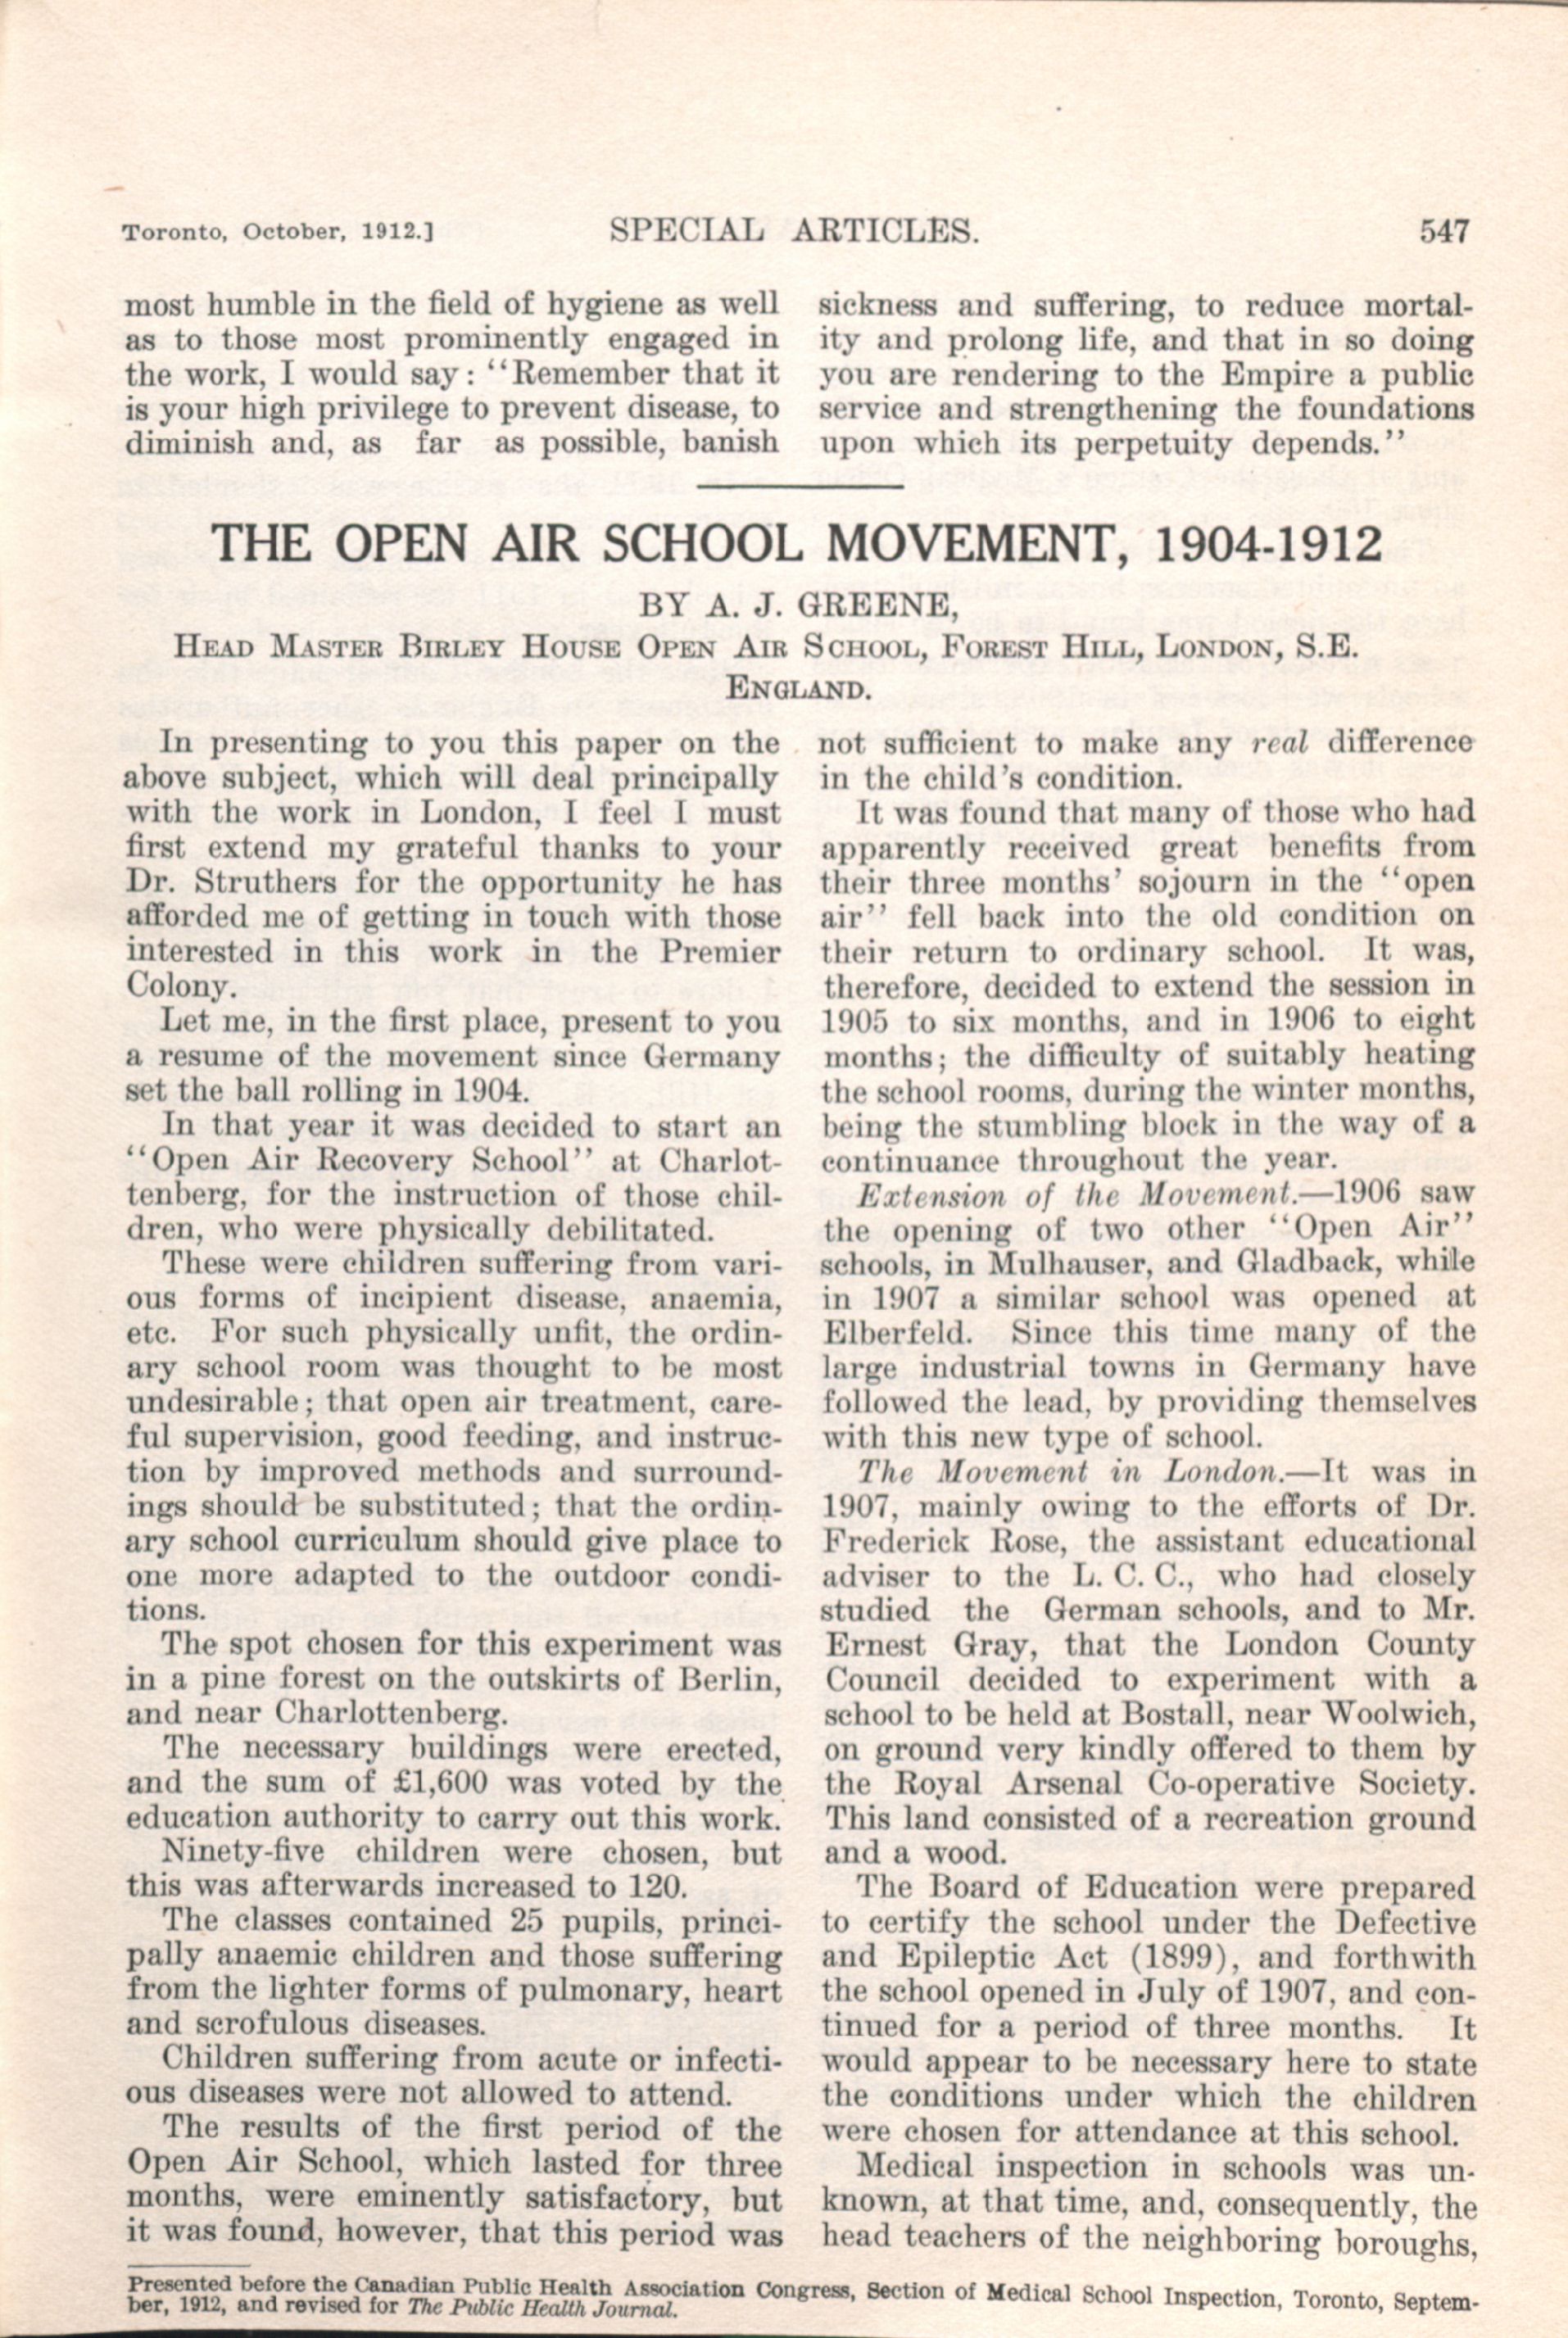 Toronto, October, 1912.] SPECIAL ARTICLES. 547
most humble in the field of hygiene as well
as to those most prominently engaged in
the work, I would say: ‘‘Remember that it
is your high privilege to prevent disease, to
diminish and, as far as possible, banish
sickness and suffering, to reduce mortal-
ity and prolong life, and that in so doing
you are rendering to the Empire a public
service and strengthening the foundations
upon which its perpetuity depends.’’
THE OPEN AIR SCHOOL MOVEMENT, 1904-1912
BY A. J. GREENE,
HEAD MASTER BIRLEY HOUSE OPEN AIR SCHOOL, FOREST HILL, LONDON, S.E.
ENGLAND.
In presenting to you this paper on the
above subject, which will deal principally
with the work in London, I feel I must
first extend my grateful thanks to your
Dr. Struthers for the opportunity he has
afforded me of getting in touch with those
interested in this work in the Premier
Colony.
Let me, in the first place, present to you
a resume of the movement since Germany
set the ball rolling in 1904.
In that year it was decided to start an
‘‘Open Air Recovery School’’ at Charlot-
tenberg, for the instruction of those chil-
dren, who were physically debilitated.
These were children suffering from vari-
ous forms of incipient disease, anaemia,
etc. For such physically unfit, the ordin-
ary school room was thought to be most
undesirable; that open air treatment, care-
ful supervision, good feeding, and instruc-
tion by improved methods and surround-
ings should be substituted; that the ordin-
ary school curriculum should give place to
one more adapted to the outdoor condi-
tions.
The spot chosen for this experiment was
in a pine forest on the outskirts of Berlin,
and near Charlottenberg.
The necessary buildings were erected,
and the sum of £1,600 was voted by the
education authority to carry out this work.
Ninety-five children were chosen, but
this was afterwards increased to 120.
The classes contained 25 pupils, princi-
pally anaemic children and those suffering
from the lighter forms of pulmonary, heart
and scrofulous diseases.
Children suffering from acute or infecti-
ous diseases were not allowed to attend.
The results of the first period of the
Open Air School, which lasted for three
months, were eminently satisfactory, but
it was found, however, that this period was
not sufficient to make any real difference
in the child's condition.
It was found that many of those who had
apparently received great benefits from
their three months' sojourn in the ‘‘open
air’’ fell back into the old condition on
their return to ordinary school. It was,
therefore, decided to extend the session in
1905 to six months, and in 1906 to eight
months; the difficulty of suitably heating
the school rooms, during the winter months,
being the stumbling block in the way of a
continuance throughout the year.
Extension of the Movement.—1906 saw
the opening of two other ‘‘Open Air’’
schools, in Mulhauser, and Gladback, while
in 1907 a similar school was opened at
Elberfeld. Since this time many of the
large industrial towns in Germany have
followed the lead, by providing themselves
with this new type of school.
The Movement in London.—It was in
1907, mainly owing to the efforts of Dr.
Frederick Rose, the assistant educational
adviser to the L. C. C., who had closely
studied the German schools, and to Mr.
Ernest Gray, that the London County
Council decided to experiment with a
school to be held at Bostall, near Woolwich,
on ground very kindly offered to them by
the Royal Arsenal Co-operative Society.
This land consisted of a recreation ground
and a wood.
The Board of Education were prepared
to certify the school under the Defective
and Epileptic Act (1899), and forthwith
the school opened in July of 1907, and con-
tinued for a period of three months. It
would appear to be necessary here to state
the conditions under which the children
were chosen for attendance at this school.
Medical inspection in schools was un-
known, at that time, and, consequently, the
head teachers of the neighboring boroughs,
Presented before the Canadian Public Health Association Congress, Section of Medical School Inspection, Toronto, Septem-
ber, 1912, and revised for The Public Health Journal.